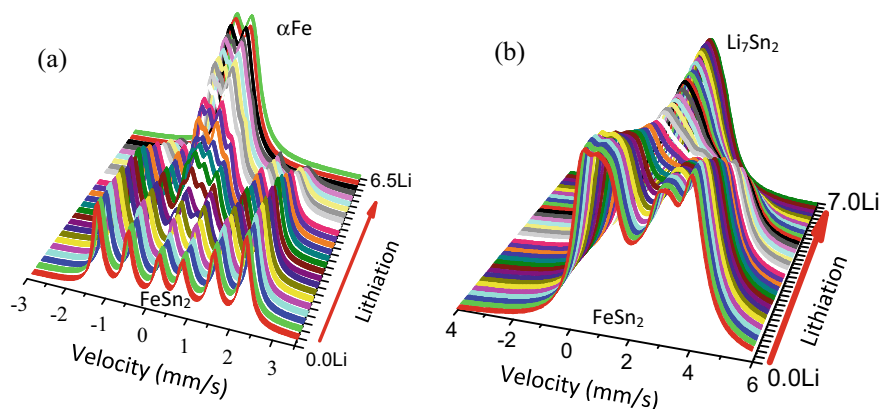 (a)
αFe
FeSn2
6.5Li
0.0Li
Lithiation
-3
-2
-1
0
1
2
3
Velocity (mm/s)
(b)
Li7Sn2
FeSn2
7.0Li
0.0Li
Lithiation
4
-2
0
2
4
6
Velocity (mm/s)